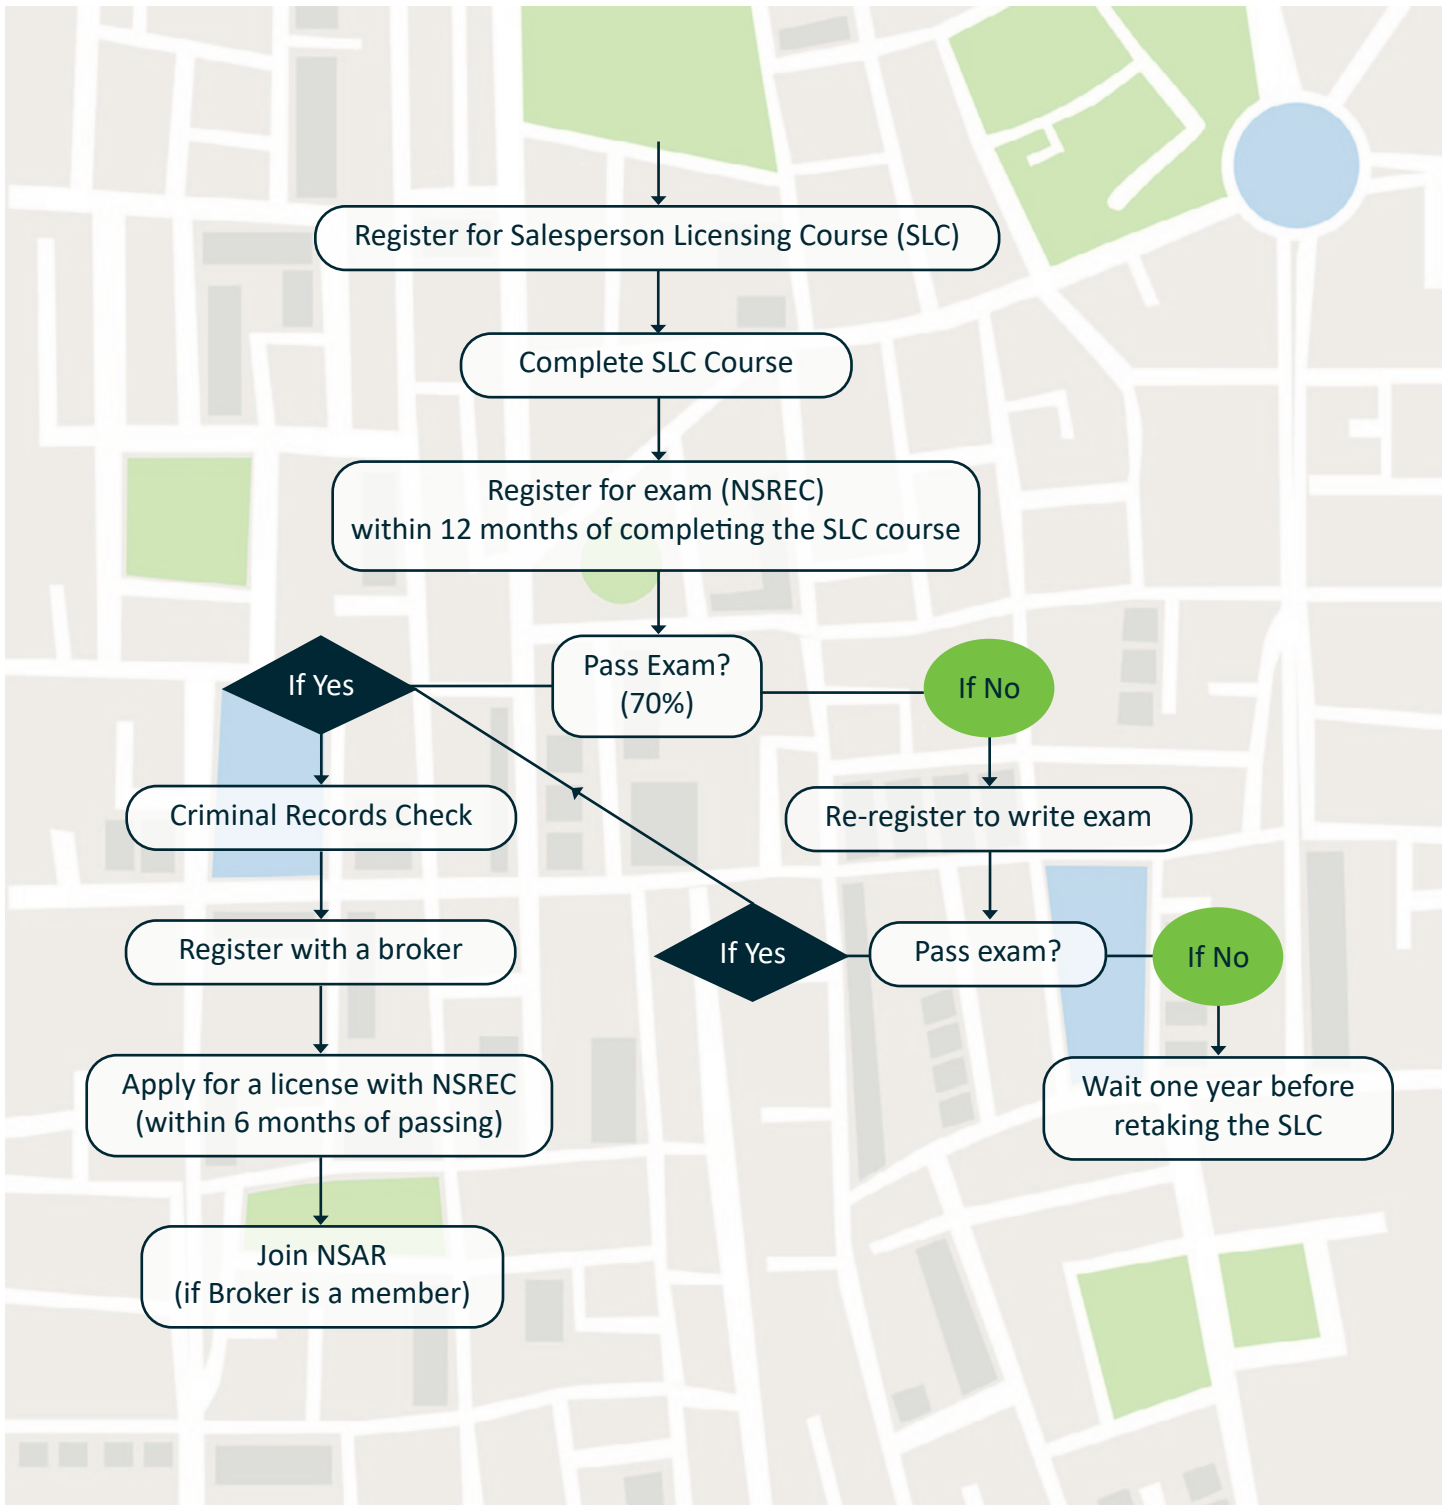 Register for Salesperson Licensing Course (SLC)
Complete SLC Course
Register for exam (NSREC)
within 12 months of completing the SLC course
Pass Exam?
(70%)
If Yes
If No
Criminal Records Check
Re-register to write exam
Register with a broker
If Yes
Pass exam?
If No
Apply for a license with NSREC
(within 6 months of passing)
Wait one year before
retaking the SLC
Join NSAR
(if Broker is a member)